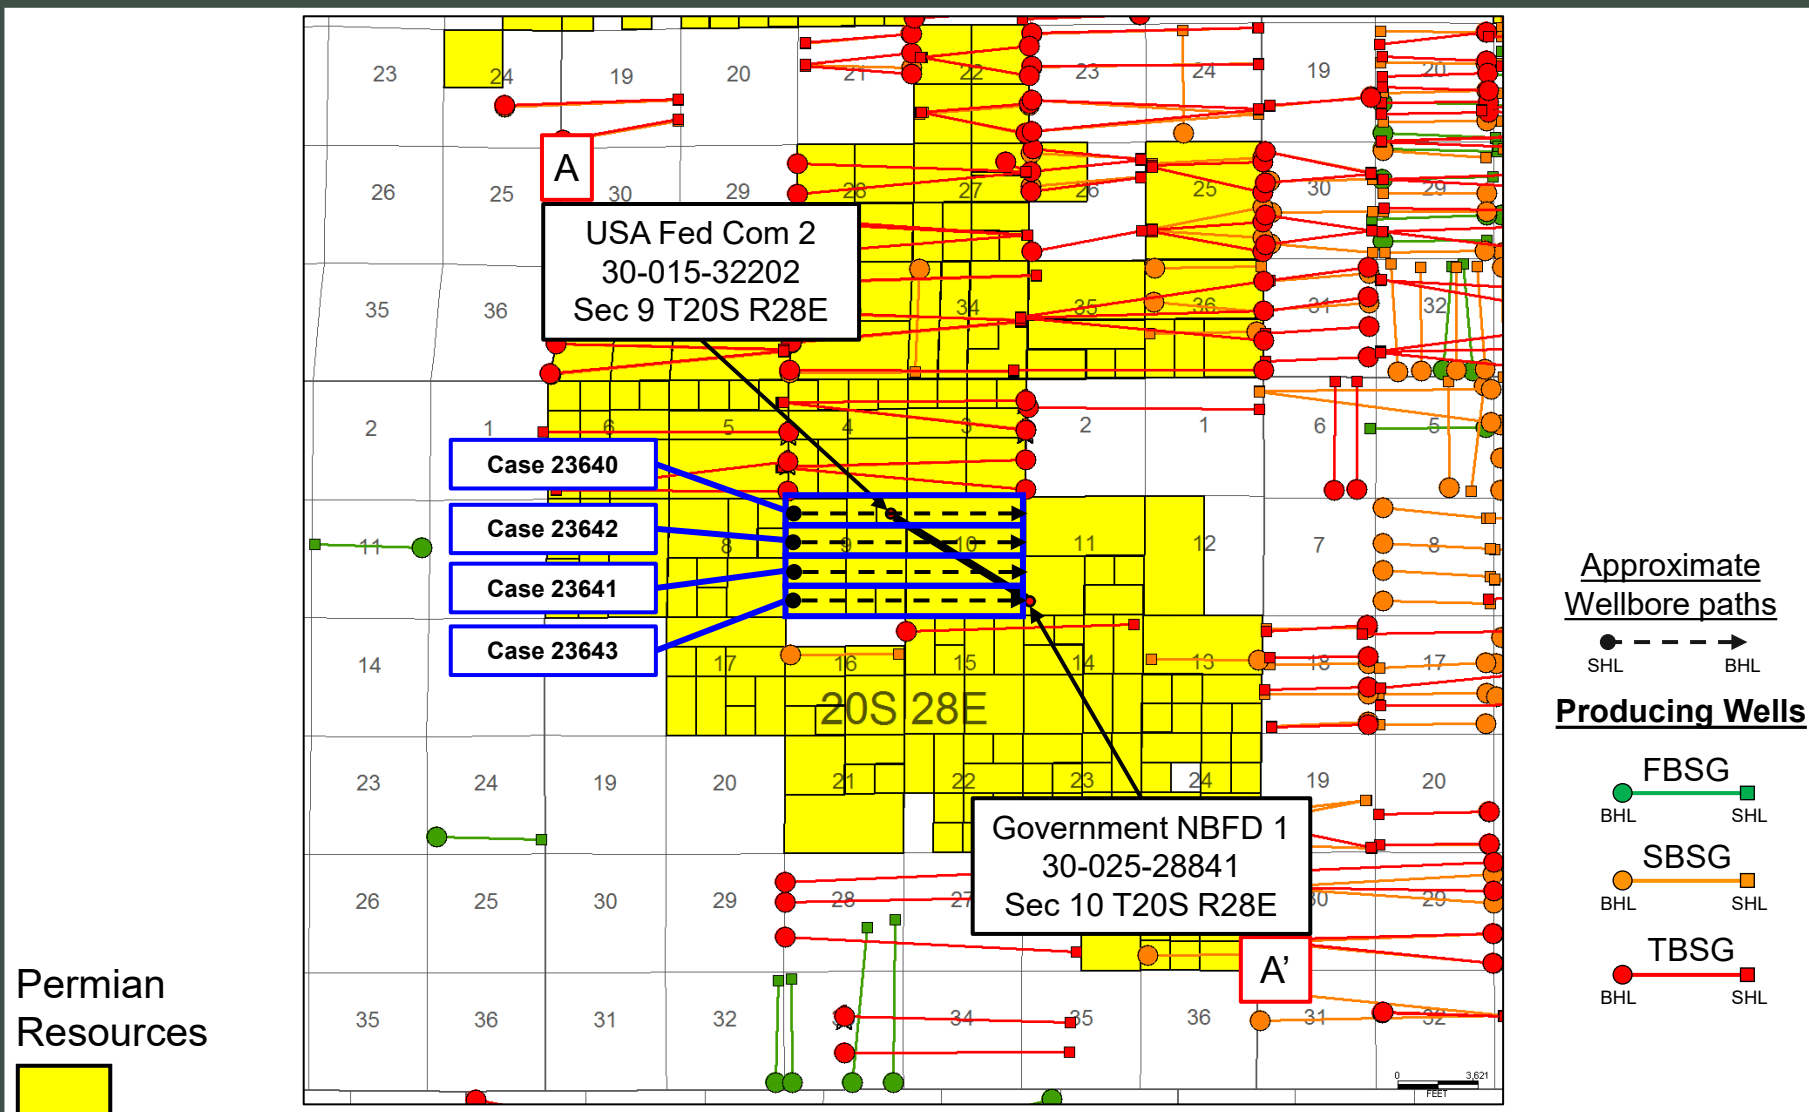 23 24 19 20 21 22 23 24 19 20
A
26 25 30 29 28 27 26 25 30 29
USA Fed Com 2
30-015-32202
Sec 9 T20S R28E
35 36 34 35 36 31 32
2 1 6 5 4 3 2 1 6 5
Case 23640
Case 23642
Case 23641
Case 23643
11 8 9 10 11 12 7 8
14 17 16 15 14 13 18 17
20S 28E
23 24 19 20 21 22 23 24 19 20
Government NBFD 1
30-025-28841
Sec 10 T20S R28E
26 25 30 29 28 27 30 29
A'
35 36 31 32 34 35 36 31 32
0 3,621
FEET
Approximate
Wellbore paths
SHL BHL
Producing Wells
FBSG
BHL SHL
SBSG
BHL SHL
TBSG
BHL SHL
Permian
Resources